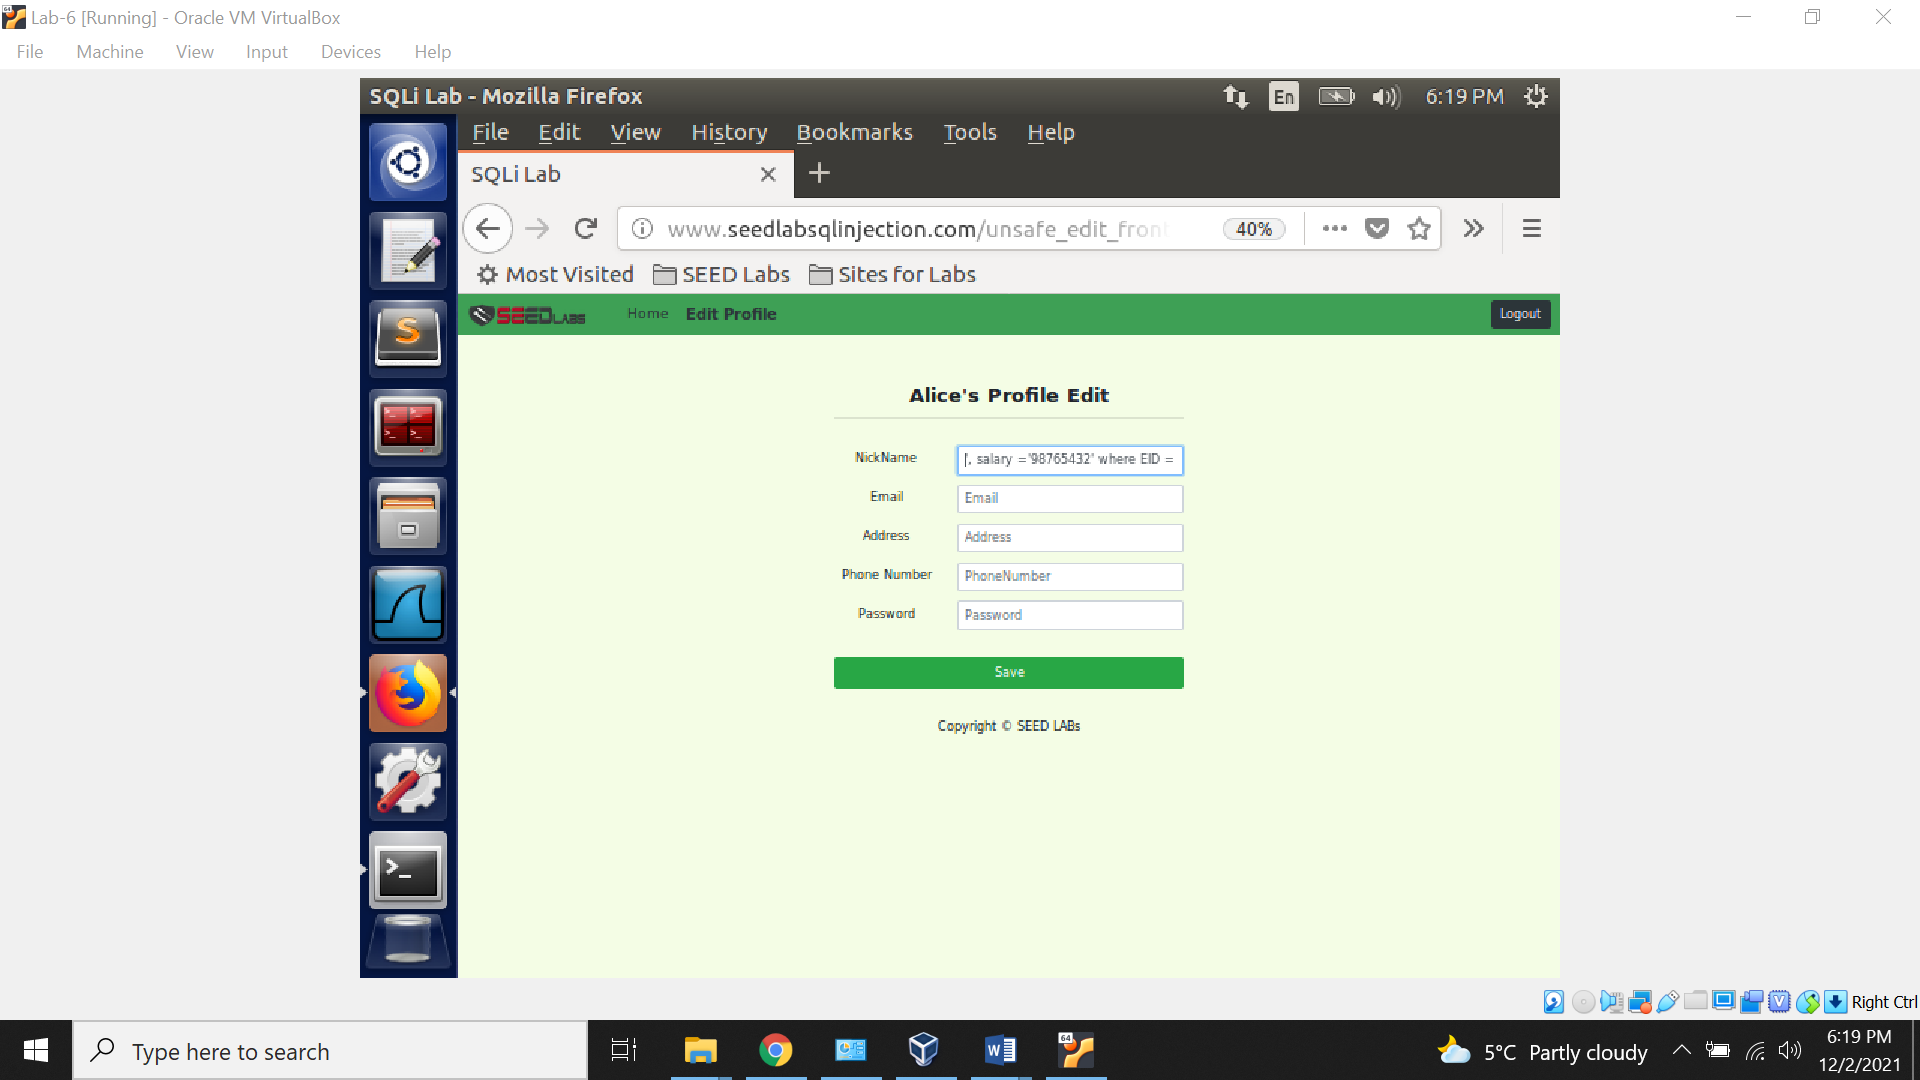 Lab-6 [Running] - Oracle VM VirtualBox
File Machine View Input Devices Help
SQLi Lab - Mozilla Firefox
En
6:19 PM
File Edit View History Bookmarks Tools Help
SQLi Lab
www.seedlabsqlinjection.com/unsafe_edit_front
40%
Most Visited SEED Labs Sites for Labs
SEEDLABS Home Edit Profile Logout
Alice's Profile Edit
NickName ', salary ='98765432' where EID =
Email Email
Address Address
Phone Number PhoneNumber
Password Password
Save
Copyright © SEED LABs
Right Ctrl
Type here to search
5°C Partly cloudy
6:19 PM
12/2/2021